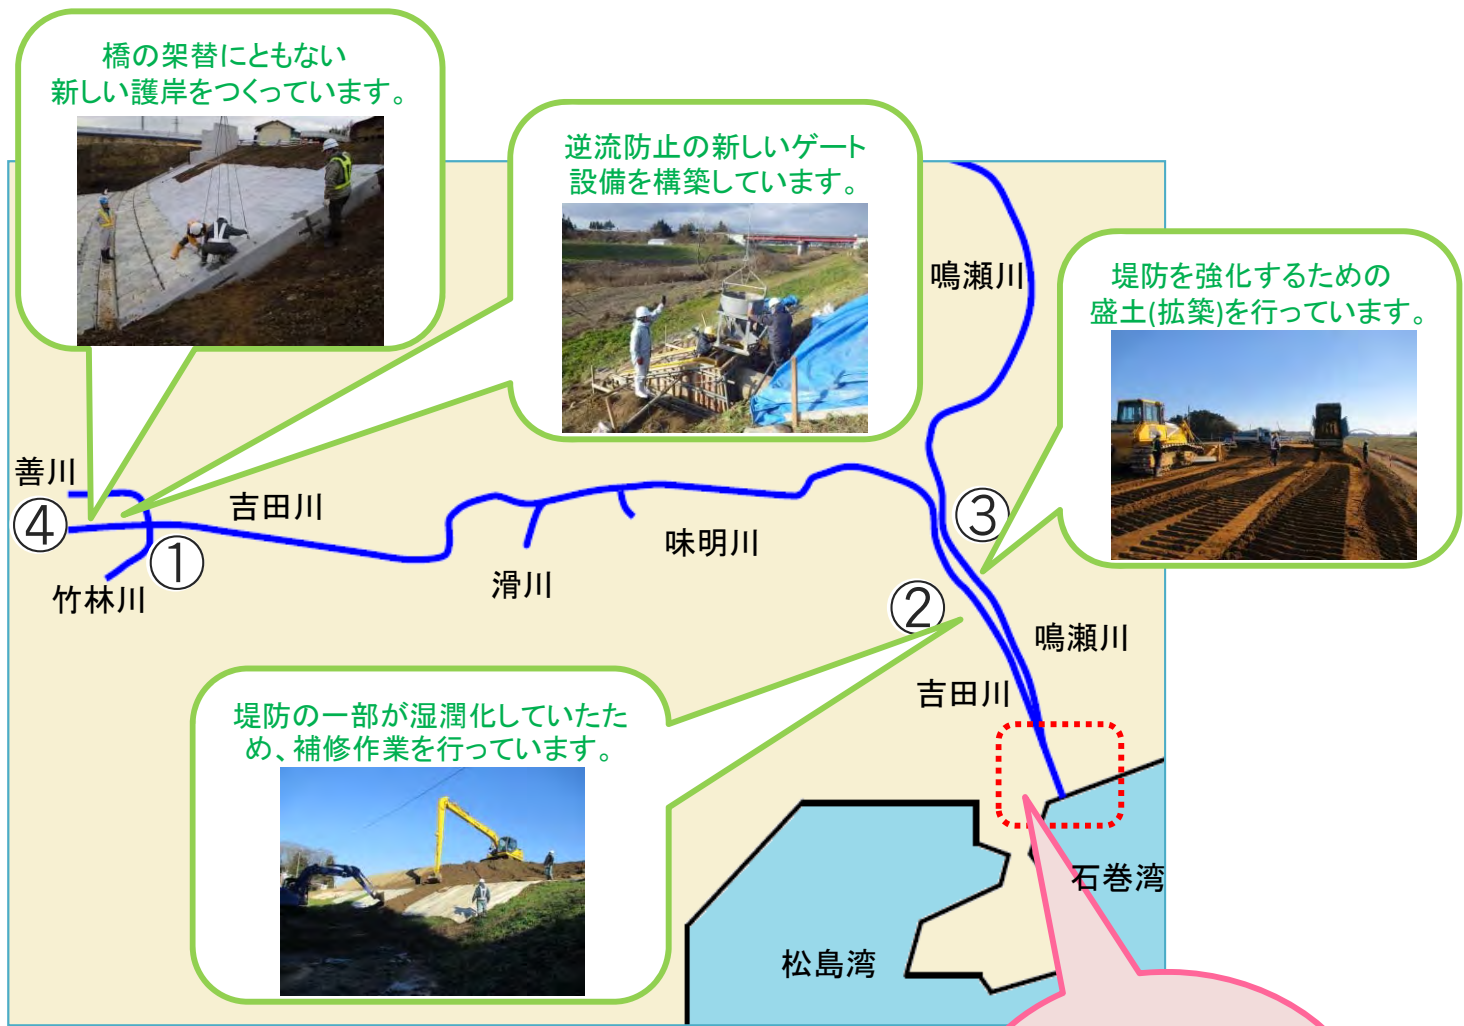 橋の架替にともない
新しい護岸をつくっています。
逆流防止の新しいゲート
設備を構築しています。
鳴瀬川
堤防を強化するための
盛土(拡築)を行っています。
善川
④
吉田川
①
竹林川
滑川
味明川
③
②
鳴瀬川
吉田川
堤防の一部が湿潤化していたた
め、補修作業を行っています。
石巻湾
松島湾